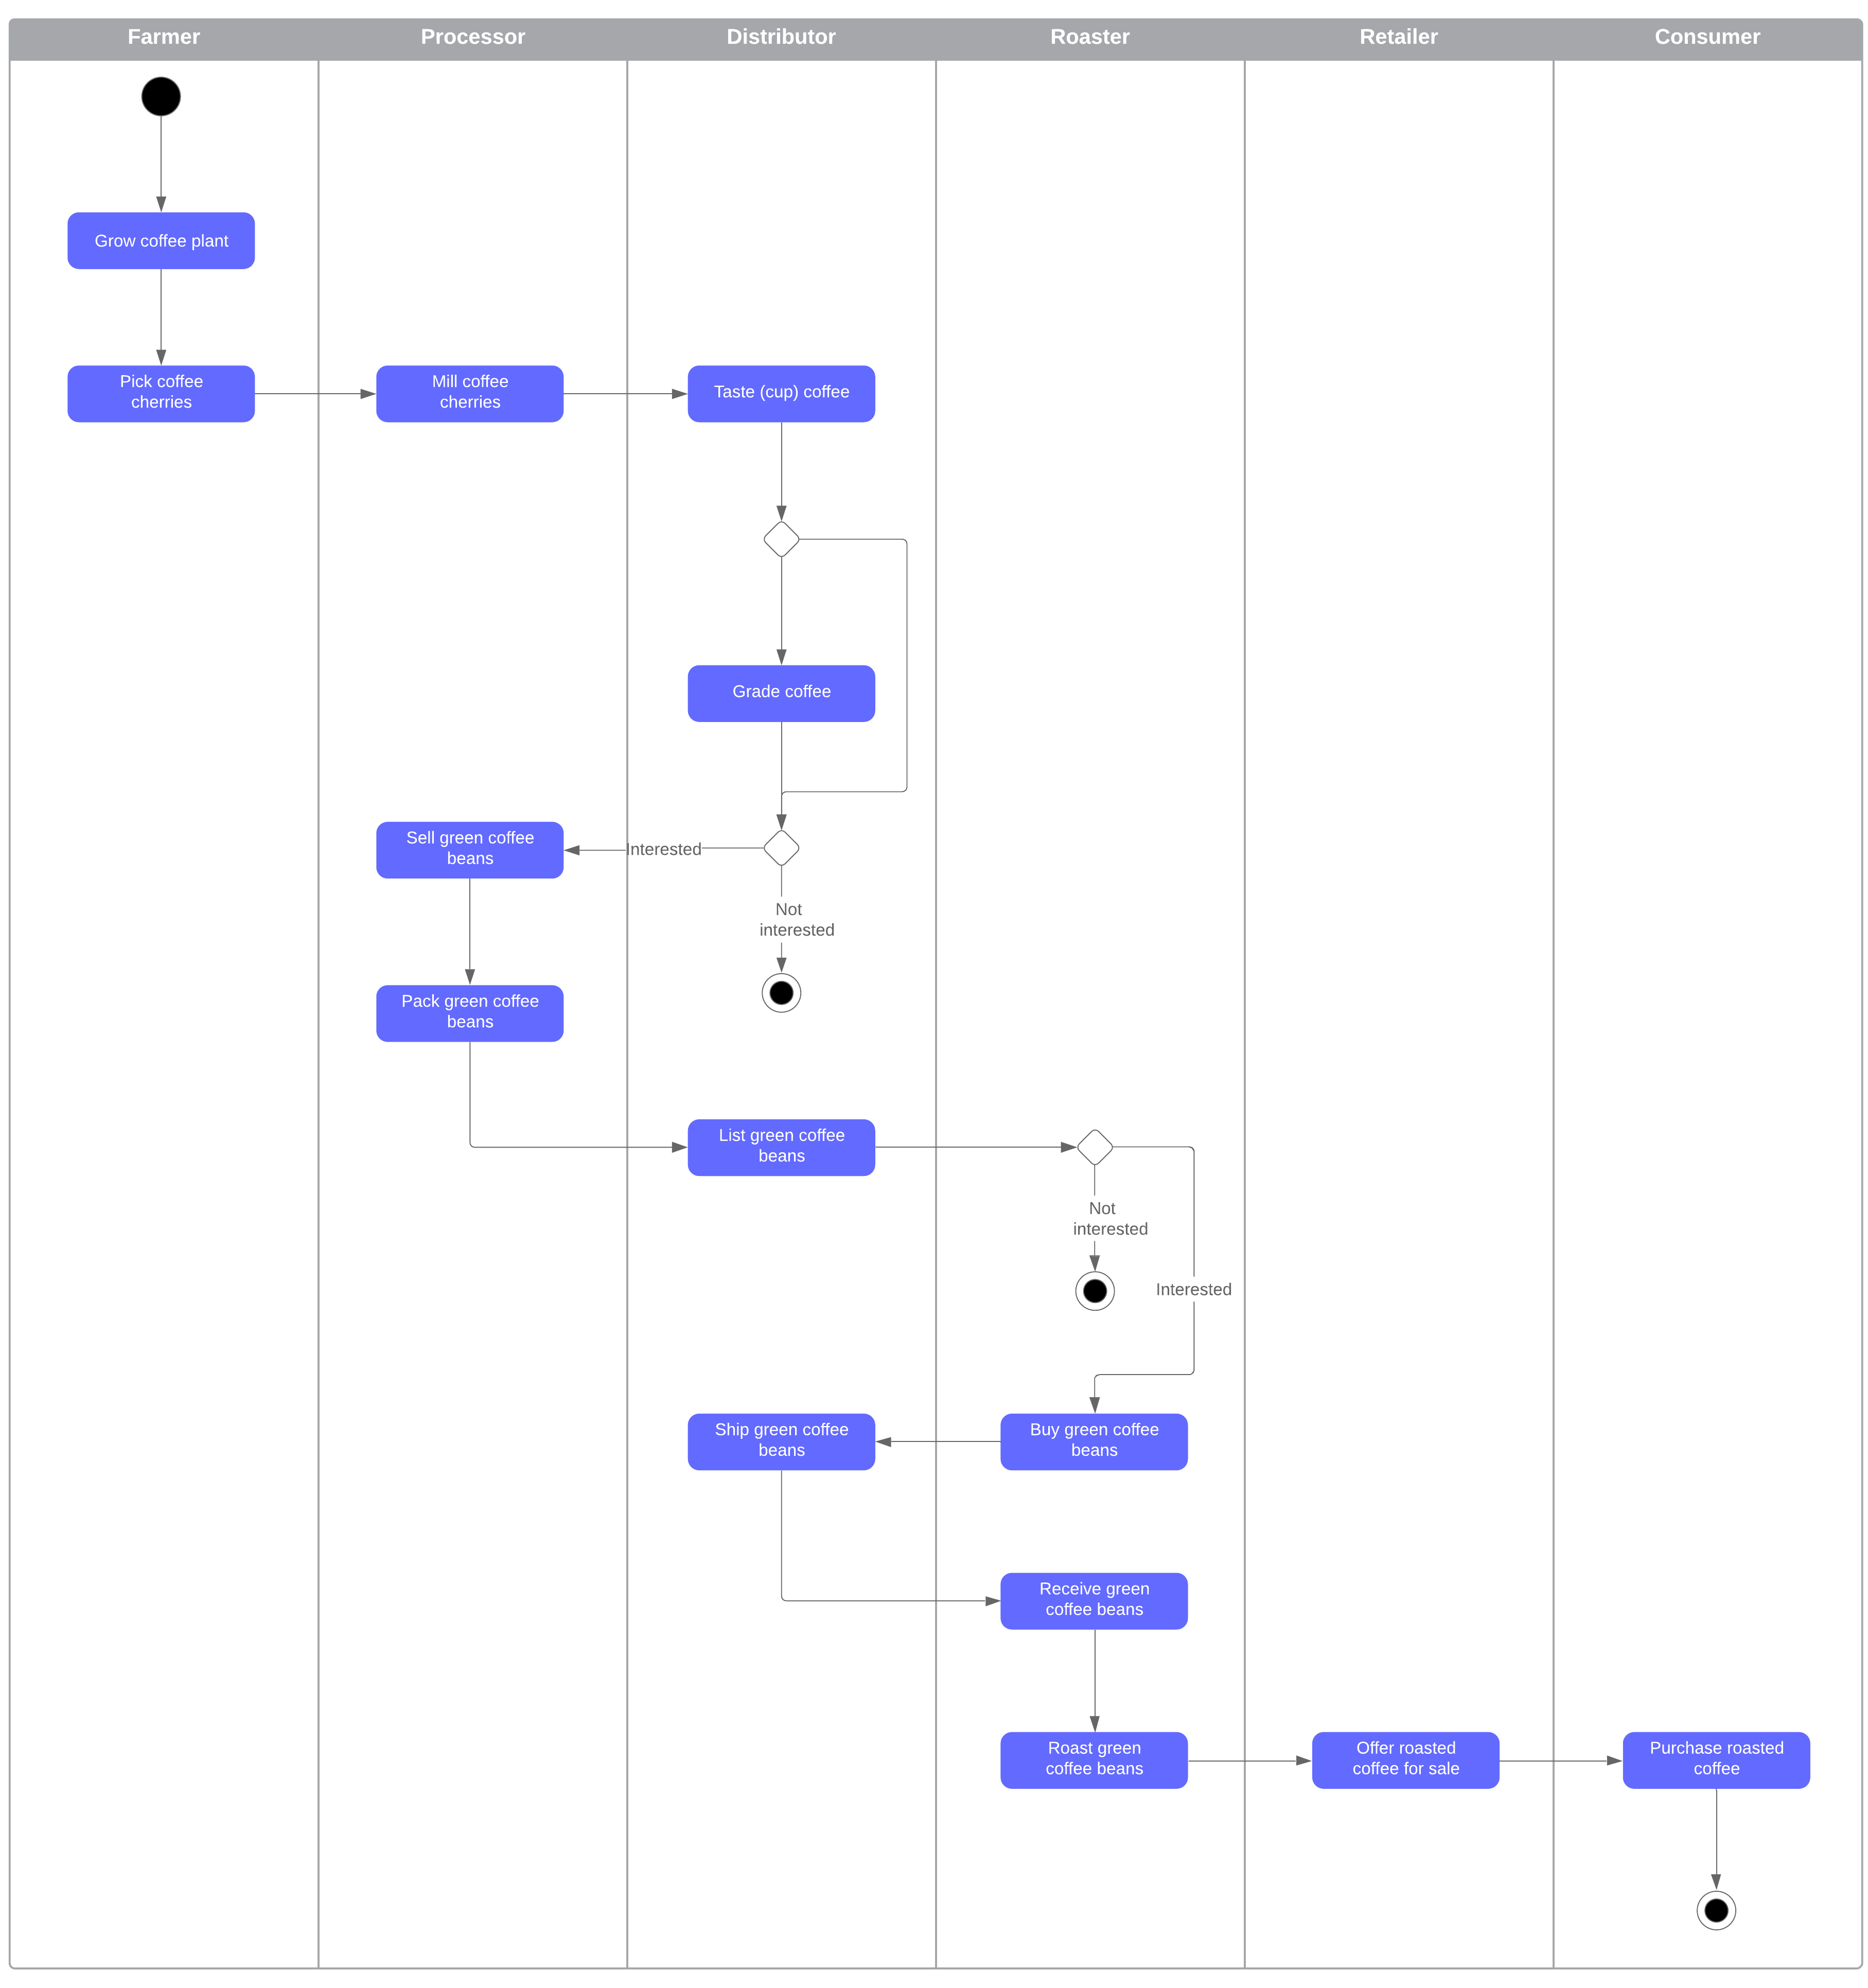 Farmer
Processor
Distributor
Roaster
Retailer
Consumer
Grow coffee plant
Pick coffee
cherries
Mill coffee
cherries
Taste (cup) coffee
Grade coffee
Sell green coffee
beans
Interested
Not
interested
Pack green coffee
beans
List green coffee
beans
Not
interested
Interested
Ship green coffee
beans
Buy green coffee
beans
Receive green
coffee beans
Roast green
coffee beans
Offer roasted
coffee for sale
Purchase roasted
coffee